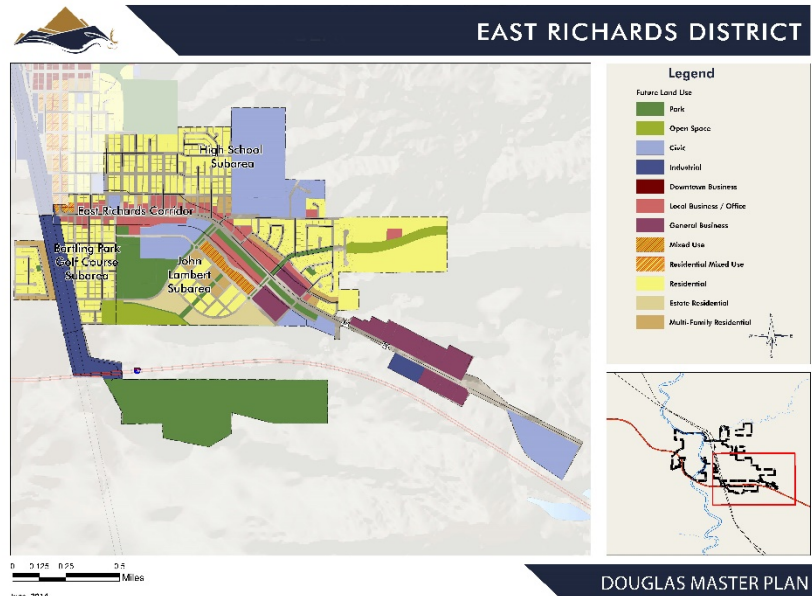 EAST RICHARDS DISTRICT
High School
Subarea
East Richards Corridor
Bartling Park
Golf Course
Subarea
John
Lambert
Subarea
Legend
Future Land Use
Park
Open Space
Civic
Industrial
Downtown Business
Local Business / Office
General Business
Mixed Use
Residential Mixed Use
Residential
Estate Residential
Multi-Family Residential
0 0.125 0.25 0.5
Miles
DOUGLAS MASTER PLAN